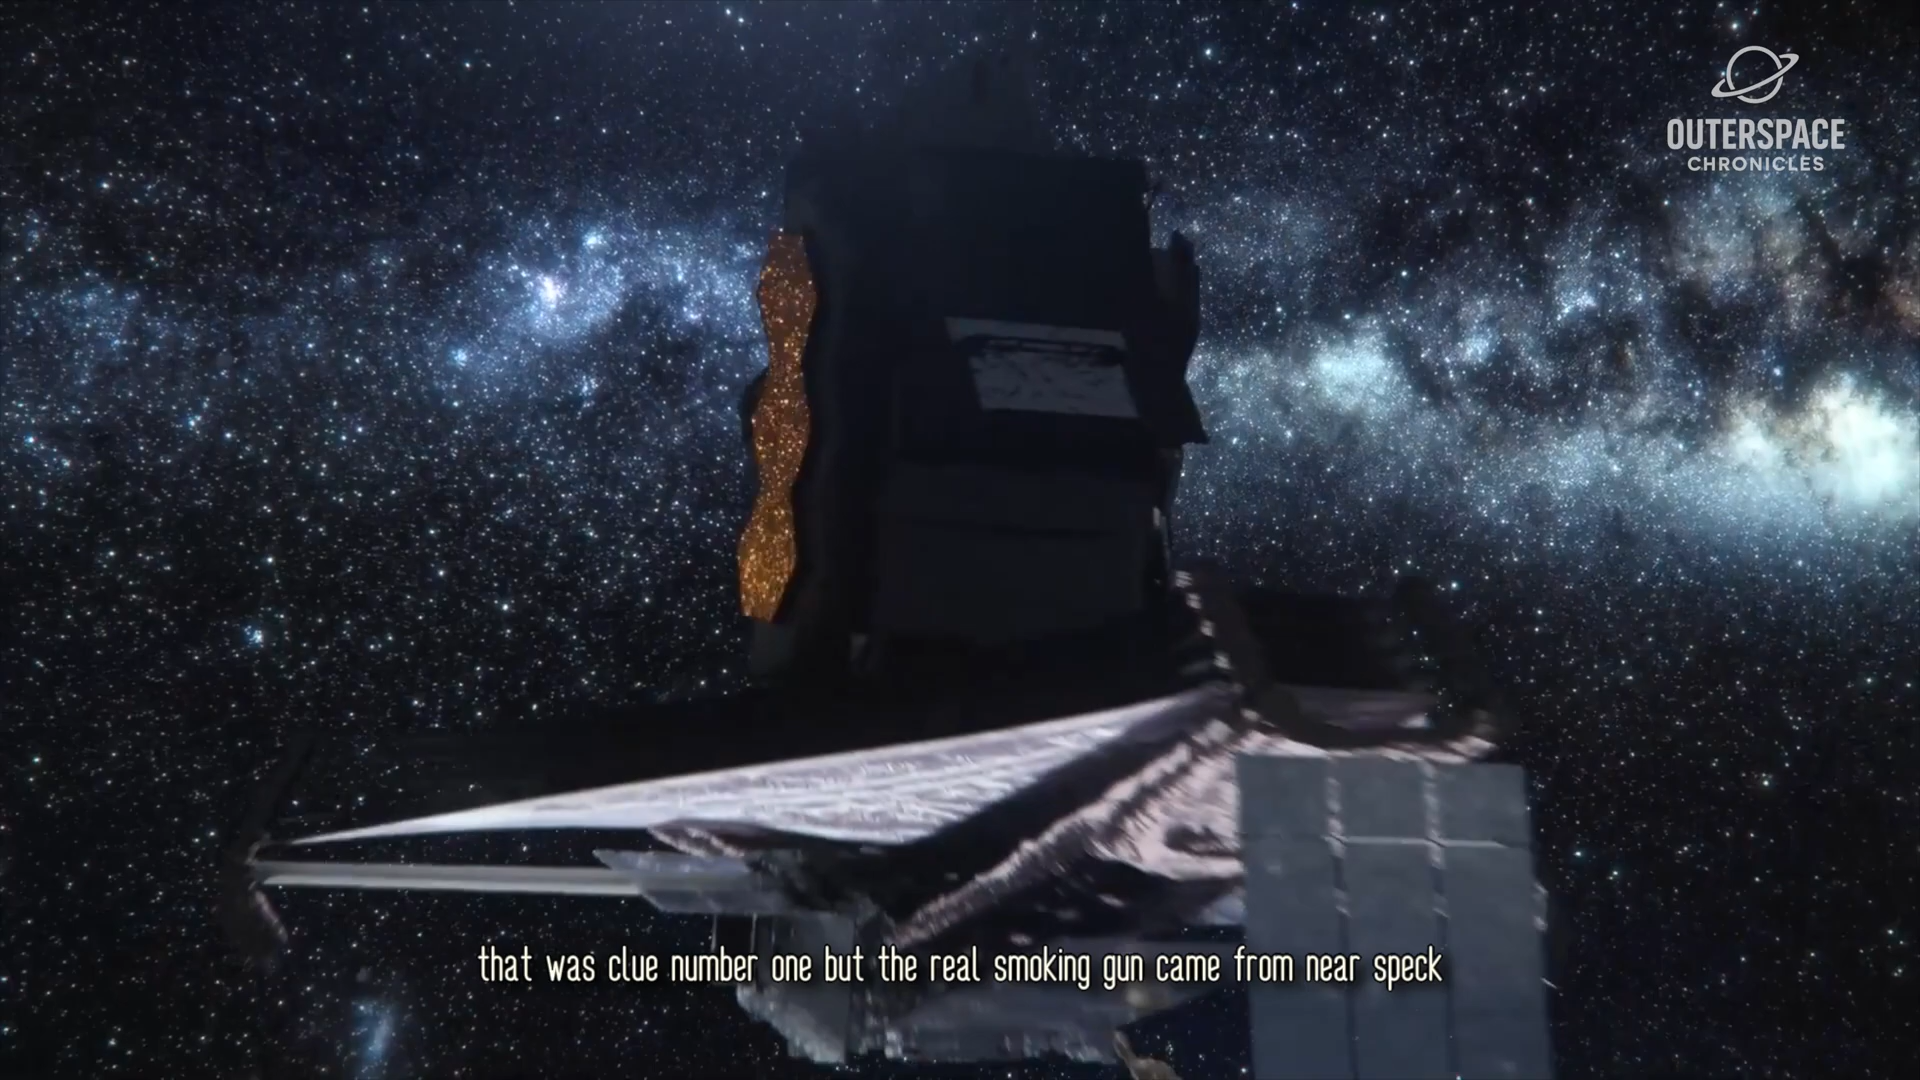 OUTERSPACE
CHRONICLES
that was clue number one but the real smoking gun came from near speck